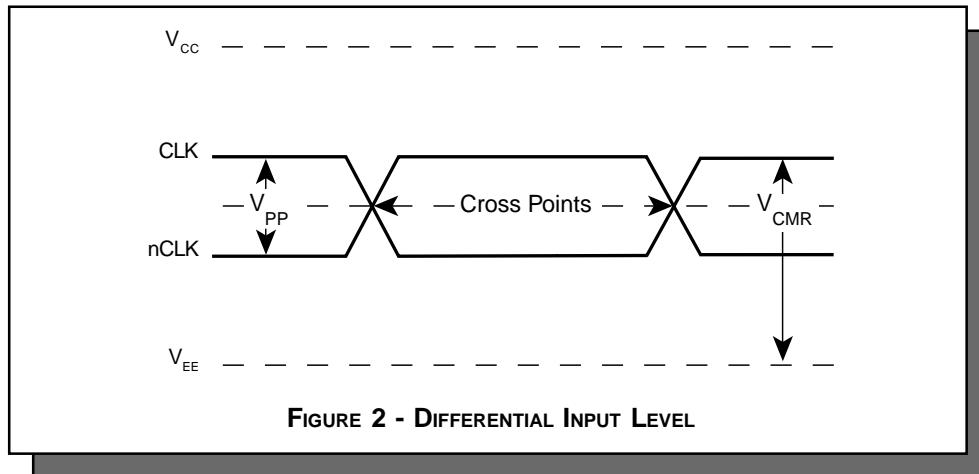 VCC
CLK
VPP
Cross Points
VCMR
nCLK
VEE
FIGURE 2 - DIFFERENTIAL INPUT LEVEL